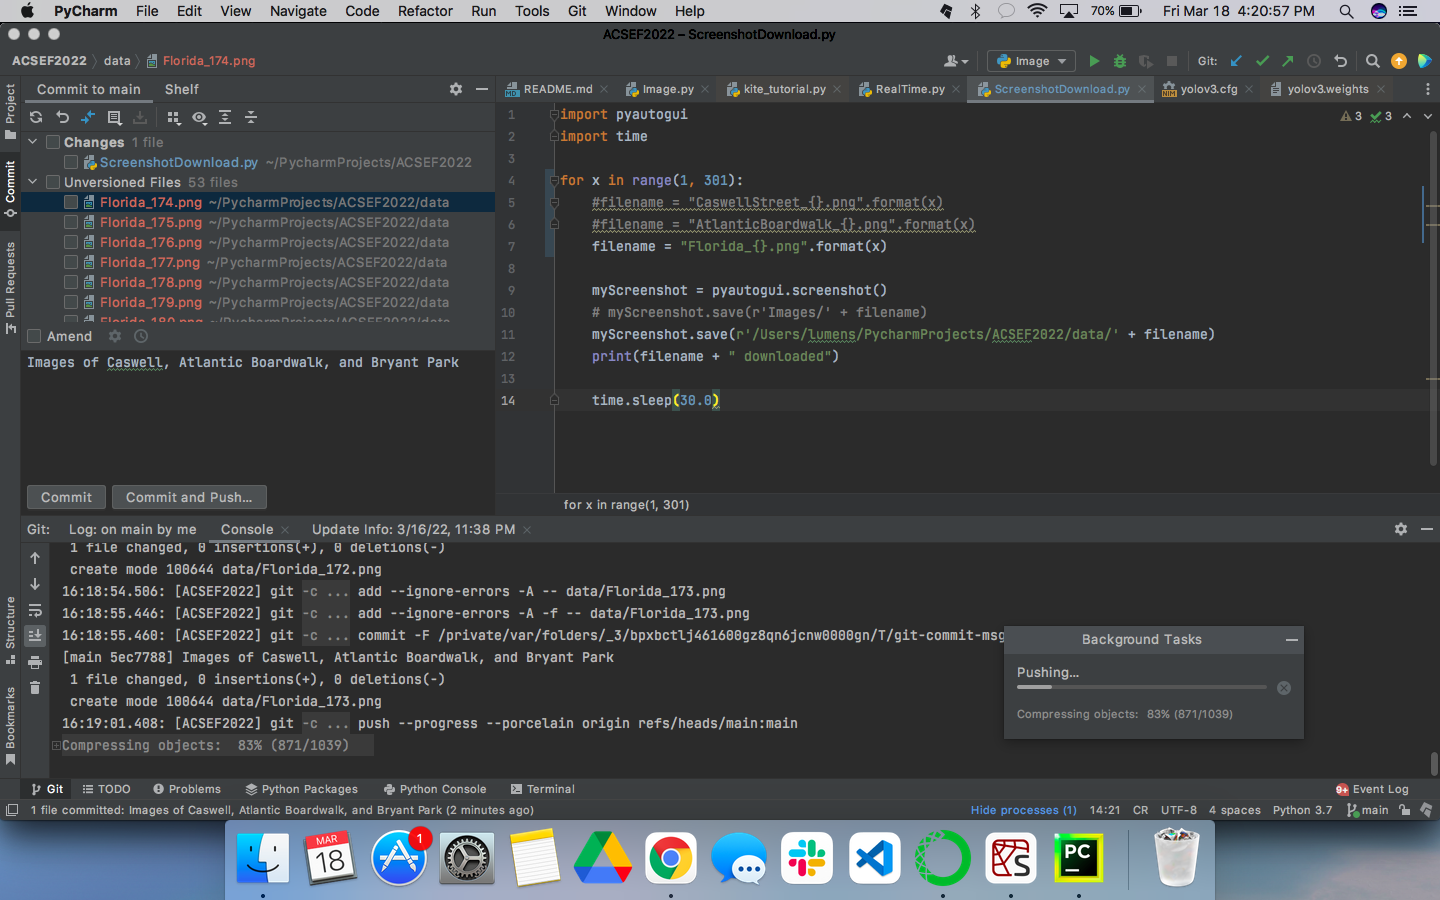 PyCharm File Edit View Navigate Code Refactor Run Tools Git Window Help 70% Fri Mar 18 4:20:57 PM
ACSEF2022 – ScreenshotDownload.py
ACSEF2022 data Florida_174.png Image Git:
Project
Commit
Pull Requests
Structure
Bookmarks
Commit to main Shelf
Changes 1 file
ScreenshotDownload.py ~/PycharmProjects/ACSEF2022
Unversioned Files 53 files
Florida_174.png ~/PycharmProjects/ACSEF2022/data
Florida_175.png ~/PycharmProjects/ACSEF2022/data
Florida_176.png ~/PycharmProjects/ACSEF2022/data
Florida_177.png ~/PycharmProjects/ACSEF2022/data
Florida_178.png ~/PycharmProjects/ACSEF2022/data
Florida_179.png ~/PycharmProjects/ACSEF2022/data
Florida_180.png ~/PycharmProjects/ACSEF2022/data
Amend
Images of Caswell, Atlantic Boardwalk, and Bryant Park
Commit Commit and Push...
MD README.md Image.py kite_tutorial.py RealTime.py ScreenshotDownload.py NIM yolov3.cfg yolov3.weights
3 3
1 import pyautogui
2 import time
3
4 for x in range(1, 301):
5 #filename = "CaswellStreet_{}.png".format(x)
6 #filename = "AtlanticBoardwalk_{}.png".format(x)
7 filename = "Florida_{}.png".format(x)
8
9 myScreenshot = pyautogui.screenshot()
10 # myScreenshot.save(r'Images/' + filename)
11 myScreenshot.save(r'/Users/lumens/PycharmProjects/ACSEF2022/data/' + filename)
12 print(filename + " downloaded")
13
14 time.sleep(30.0)
for x in range(1, 301)
Git: Log: on main by me Console Update Info: 3/16/22, 11:38 PM
1 file changed, 0 insertions(+), 0 deletions(-)
create mode 100644 data/Florida_172.png
16:18:54.506: [ACSEF2022] git -c ... add --ignore-errors -A -- data/Florida_173.png
16:18:55.446: [ACSEF2022] git -c ... add --ignore-errors -A -f -- data/Florida_173.png
16:18:55.460: [ACSEF2022] git -c ... commit -F /private/var/folders/_3/bpxbctlj461600gz8qn6jcnw0000gn/T/git-commit-msg
[main 5ec7788] Images of Caswell, Atlantic Boardwalk, and Bryant Park
1 file changed, 0 insertions(+), 0 deletions(-)
create mode 100644 data/Florida_173.png
16:19:01.408: [ACSEF2022] git -c ... push --progress --porcelain origin refs/heads/main:main
Compressing objects: 83% (871/1039)
Background Tasks
Pushing...
Compressing objects: 83% (871/1039)
Git TODO Problems Python Packages Python Console Terminal 9+ Event Log
1 file committed: Images of Caswell, Atlantic Boardwalk, and Bryant Park (2 minutes ago) Hide processes (1) 14:21 CR UTF-8 4 spaces Python 3.7 main
MAR
18
1
PC